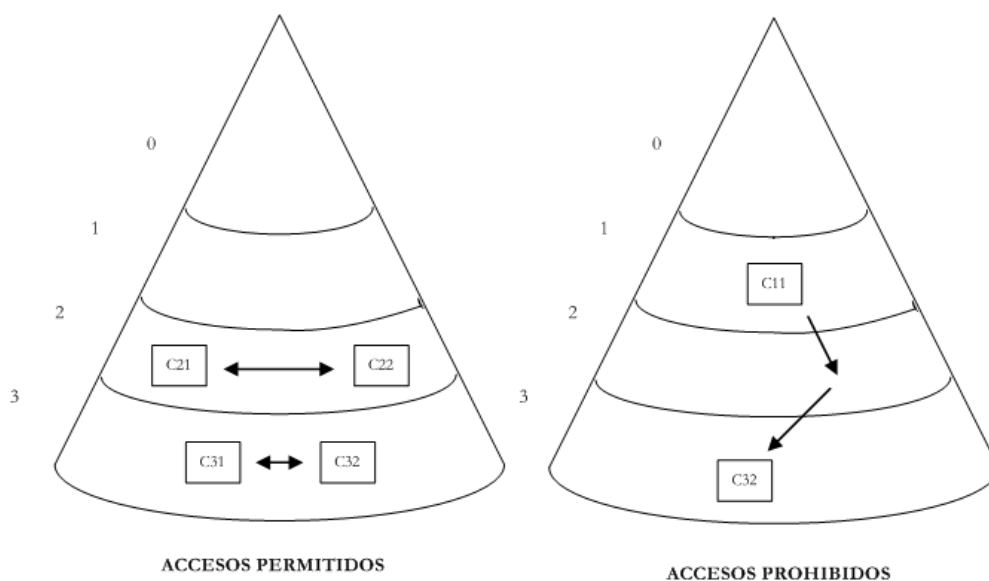 0
1
2
C21
C22
3
C31
C32
ACCESOS PERMITIDOS
0
1
C11
2
3
C32
ACCESOS PROHIBIDOS